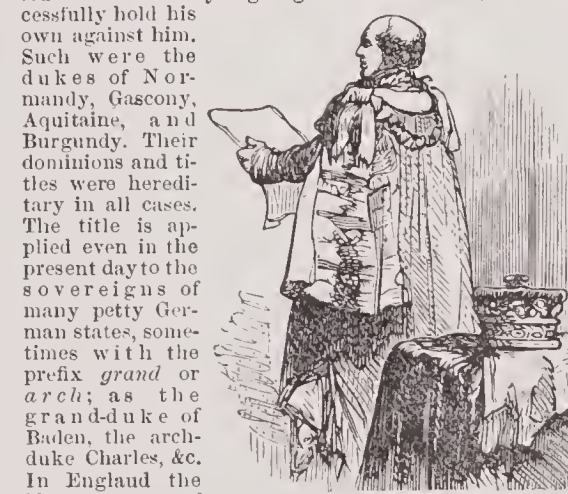 cessfully hold his
own against him.
Such were the
dukes of Nor-
mandy, Gascony,
Aquitaine, and
Burgundy. Their
dominions and ti-
tles were heredi-
tary in all cases.
The title is ap-
plied even in the
present day to the
sovereigns of
many petty Ger-
man states, some-
times with the
prefix grand or
arch; as the
grand-duke of
Baden, the arch-
duke Charles, &c.
In England the